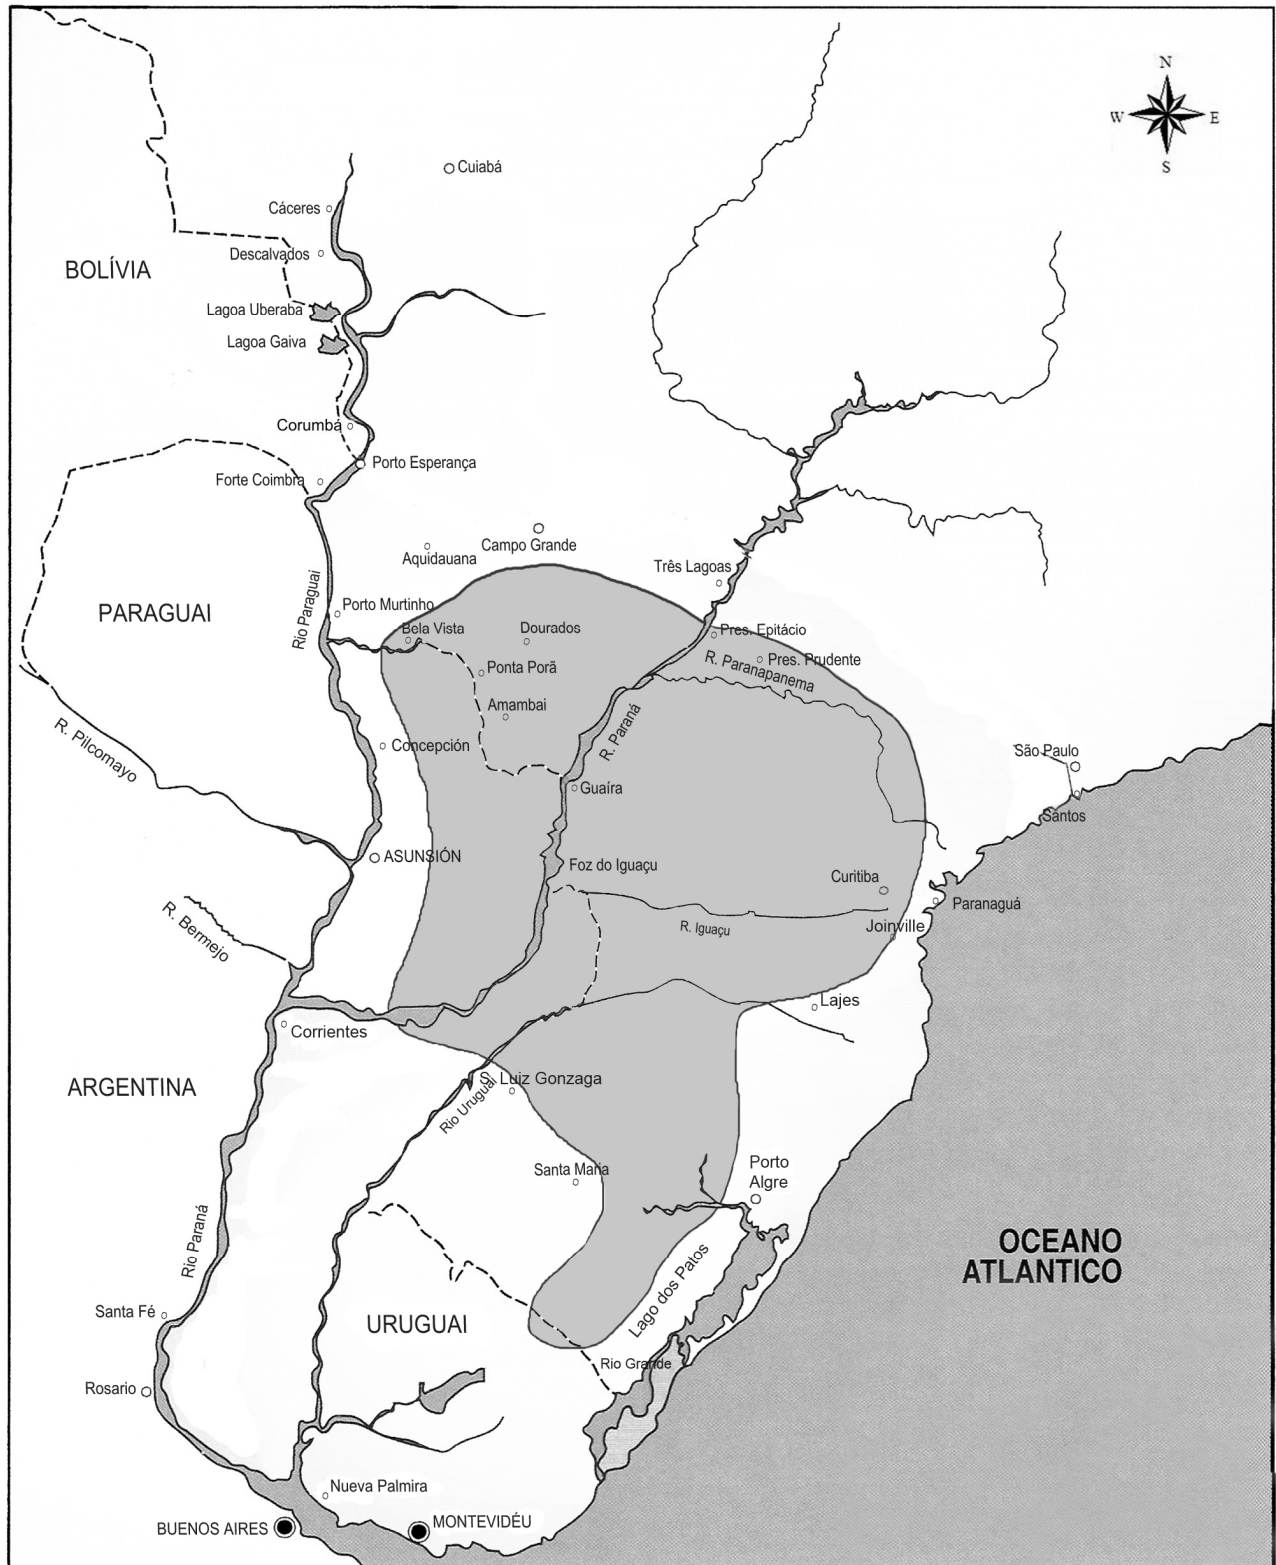 N
W
E
S
Cuiabá
Cáceres
Descalvados
BOLÍVIA
Lagoa Uberaba
Lagoa Gaiva
Corumbá
Porto Esperança
Forte Coimbra
Campo Grande
Aquidauana
Três Lagoas
Rio Paraguai
PARAGUAI
Porto Murtinho
Bela Vista
Dourados
Pres. Epitácio
Pres. Prudente
R. Paranapanema
Ponta Porã
Amambai
R. Paraná
R. Pilcomayo
Concepción
São Paulo
Guaíra
Santos
ASUNSIÓN
Foz do Iguaçu
Curitiba
Paranaguá
R. Bermejo
R. Iguaçu
Joinville
Lajes
Corrientes
ARGENTINA
S. Luiz Gonzaga
Rio Uruguai
Santa Maria
Porto
Algre
Rio Paraná
OCEANO
ATLANTICO
Lago dos Patos
Santa Fé
URUGUAI
Rio Grande
Rosario
Nueva Palmira
BUENOS AIRES
MONTEVIDÉU